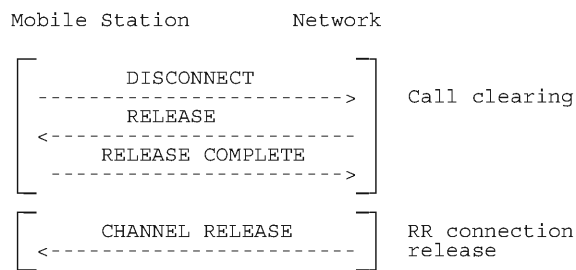 Mobile Station Network
DISCONNECT
Call clearing
RELEASE
RELEASE COMPLETE
CHANNEL RELEASE
RR connection
release